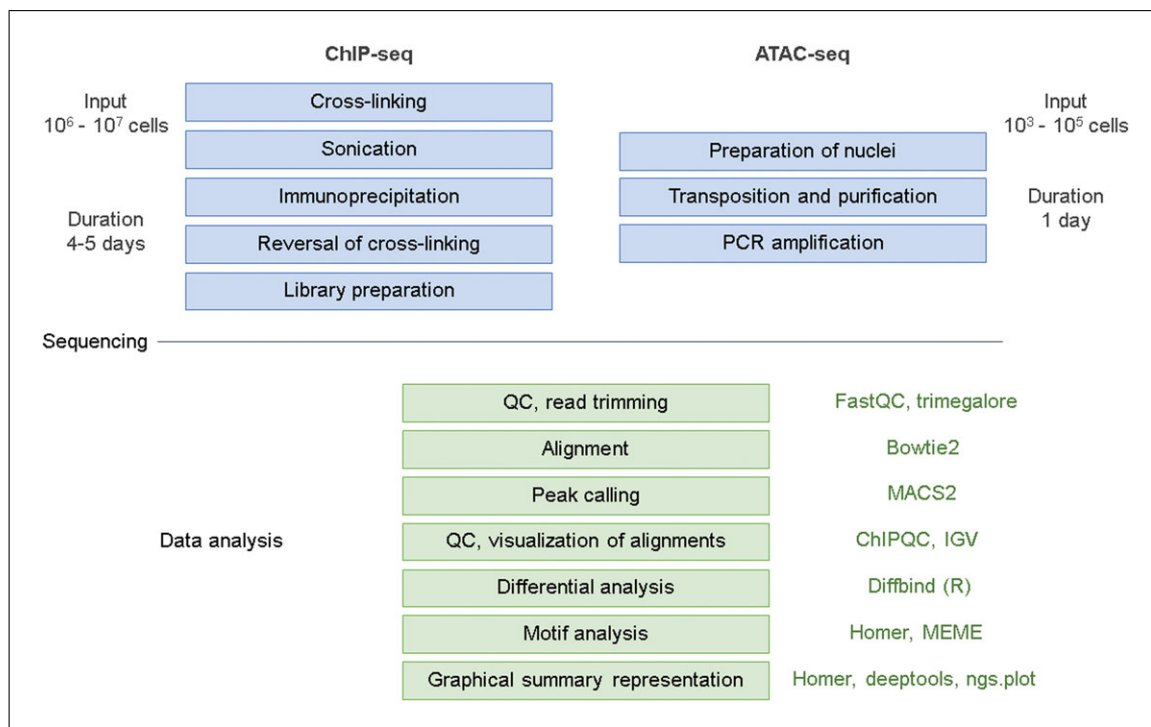 ChIP-seq
ATAC-seq
Input
10⁶ - 10⁷ cells
Cross-linking
Sonication
Immunoprecipitation
Reversal of cross-linking
Library preparation
Duration
4-5 days
Preparation of nuclei
Transposition and purification
PCR amplification
Input
10³ - 10⁵ cells
Duration
1 day
Sequencing
Data analysis
QC, read trimming
FastQC, trimegalore
Alignment
Bowtie2
Peak calling
MACS2
QC, visualization of alignments
ChIPQC, IGV
Differential analysis
Diffbind (R)
Motif analysis
Homer, MEME
Graphical summary representation
Homer, deeptools, ngs.plot